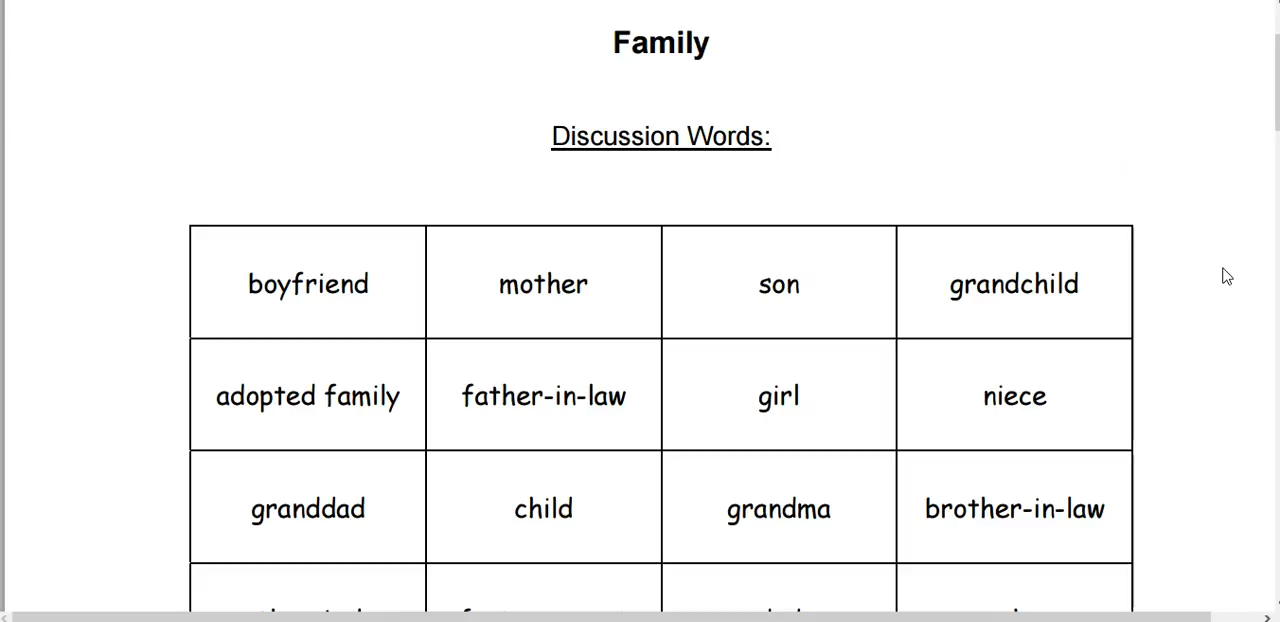 Family
Discussion Words:
boyfriend mother son grandchild
adopted family father-in-law girl niece
granddad child grandma brother-in-law